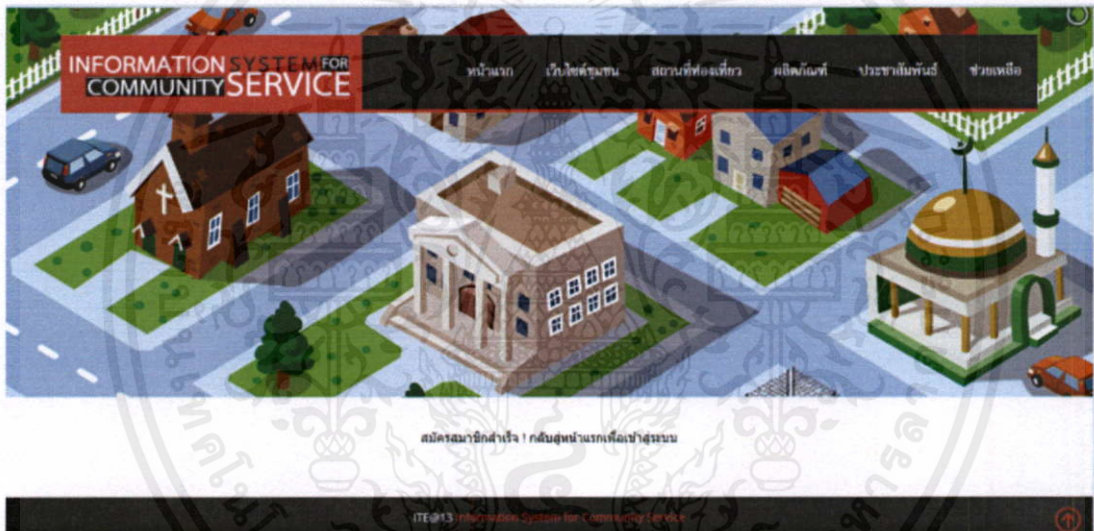 INFORMATION SYSTEM FOR
COMMUNITY SERVICE
หน้าแรก เว็บไซต์ชุมชน สถานที่ท่องเที่ยว ผลิตภัณฑ์ ประชาสัมพันธ์ ช่วยเหลือ
สมัครสมาชิกสำเร็จ ! กลับสู่หน้าแรกเพื่อเข้าสู่ระบบ
ITE@13 Information System for Community Service